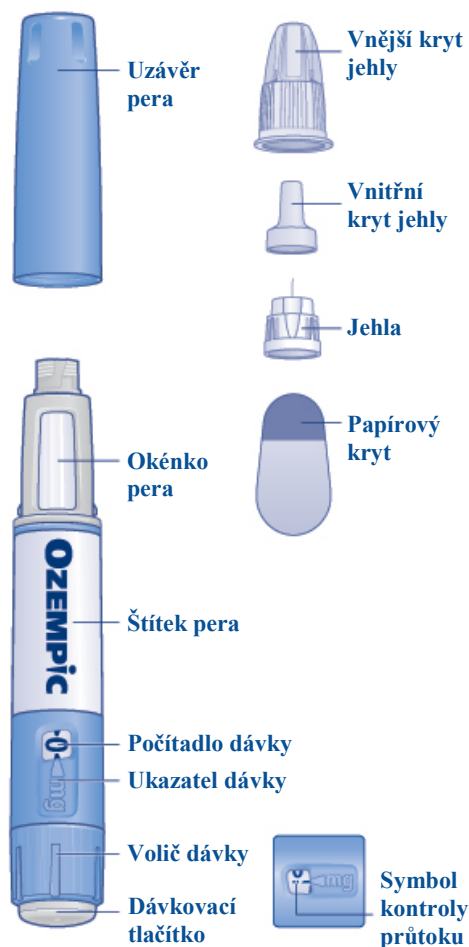 Uzávěr
pera
Vnější kryt
jehly
Vnitřní
kryt jehly
Jehla
Papírový
kryt
Okénko
pera
OZEMPIC
Štítek pera
0
Počítadlo dávky
mg
Ukazatel dávky
Volič dávky
Dávkovací
tlačítko
mg
Symbol
kontroly
průtoku